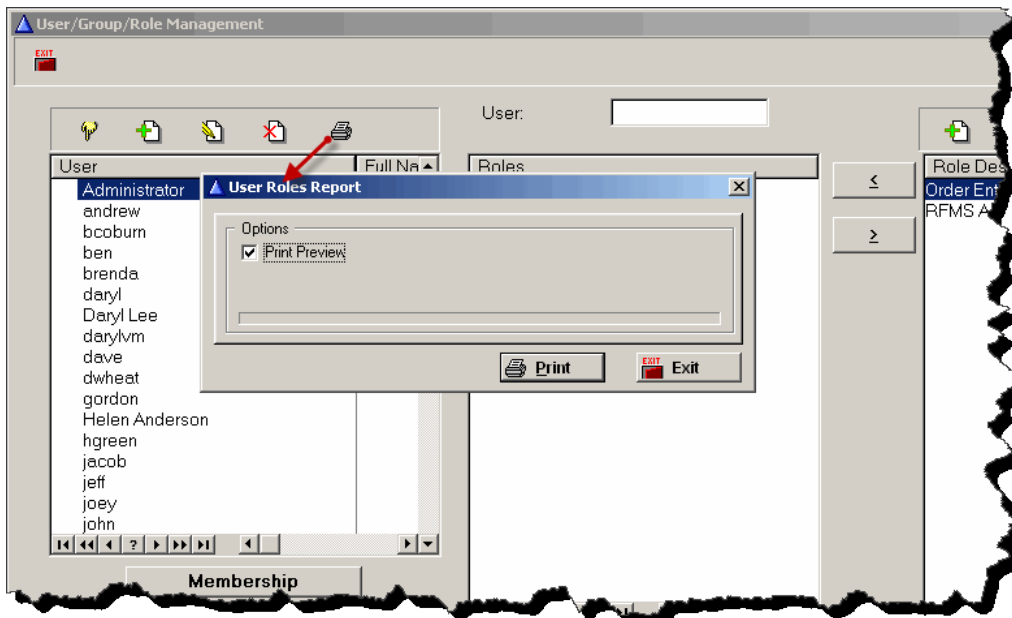 User/Group/Role Management
EXIT
User:
User
Full Na
Roles
Role Des
Administrator
andrew
bcoburn
ben
brenda
daryl
Daryl Lee
darylvm
dave
dwheat
gordon
Helen Anderson
hgreen
jacob
jeff
joey
john
User Roles Report
Options
Print Preview
Print
EXIT
Exit
<
>
Order Ent
RFMS A
?
Membership